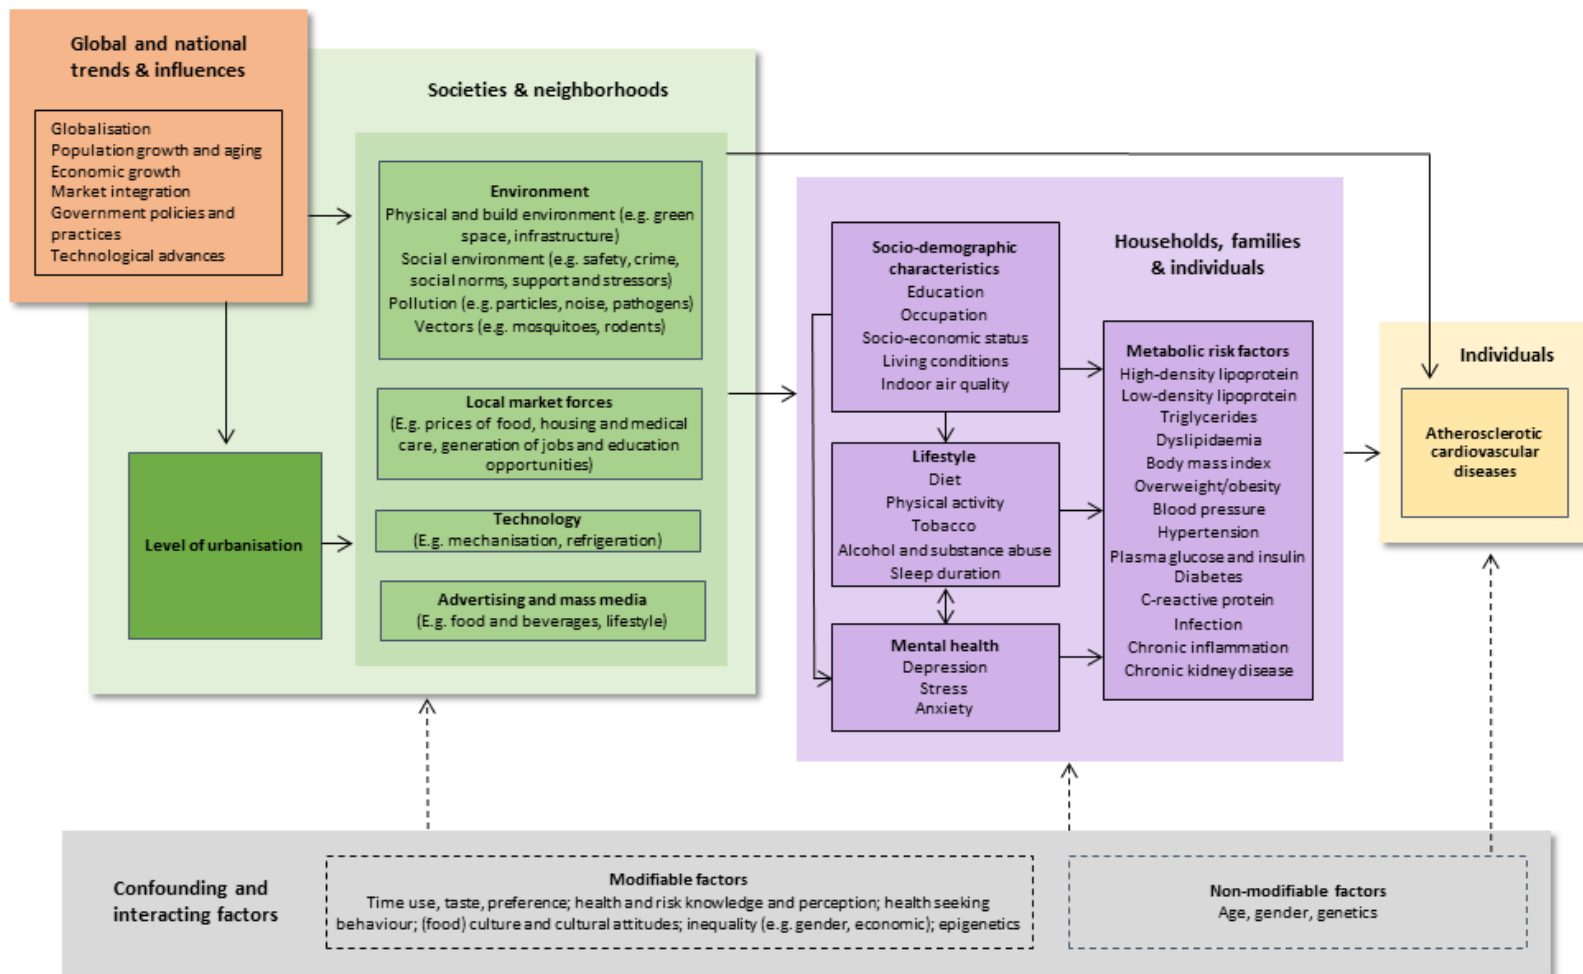 Global and national
trends & influences
Globalisation
Population growth and aging
Economic growth
Market integration
Government policies and
practices
Technological advances
Societies & neighborhoods
Environment
Physical and build environment (e.g. green
space, infrastructure)
Social environment (e.g. safety, crime,
social norms, support and stressors)
Pollution (e.g. particles, noise, pathogens)
Vectors (e.g. mosquitoes, rodents)
Local market forces
(E.g. prices of food, housing and medical
care, generation of jobs and education
opportunities)
Technology
(E.g. mechanisation, refrigeration)
Advertising and mass media
(E.g. food and beverages, lifestyle)
Level of urbanisation
Households, families
& individuals
Socio-demographic
characteristics
Education
Occupation
Socio-economic status
Living conditions
Indoor air quality
Lifestyle
Diet
Physical activity
Tobacco
Alcohol and substance abuse
Sleep duration
Mental health
Depression
Stress
Anxiety
Metabolic risk factors
High-density lipoprotein
Low-density lipoprotein
Triglycerides
Dyslipidaemia
Body mass index
Overweight/obesity
Blood pressure
Hypertension
Plasma glucose and insulin
Diabetes
C-reactive protein
Infection
Chronic inflammation
Chronic kidney disease
Individuals
Atherosclerotic
cardiovascular
diseases
Confounding and
interacting factors
Modifiable factors
Time use, taste, preference; health and risk knowledge and perception; health seeking
behaviour; (food) culture and cultural attitudes; inequality (e.g. gender, economic); epigenetics
Non-modifiable factors
Age, gender, genetics